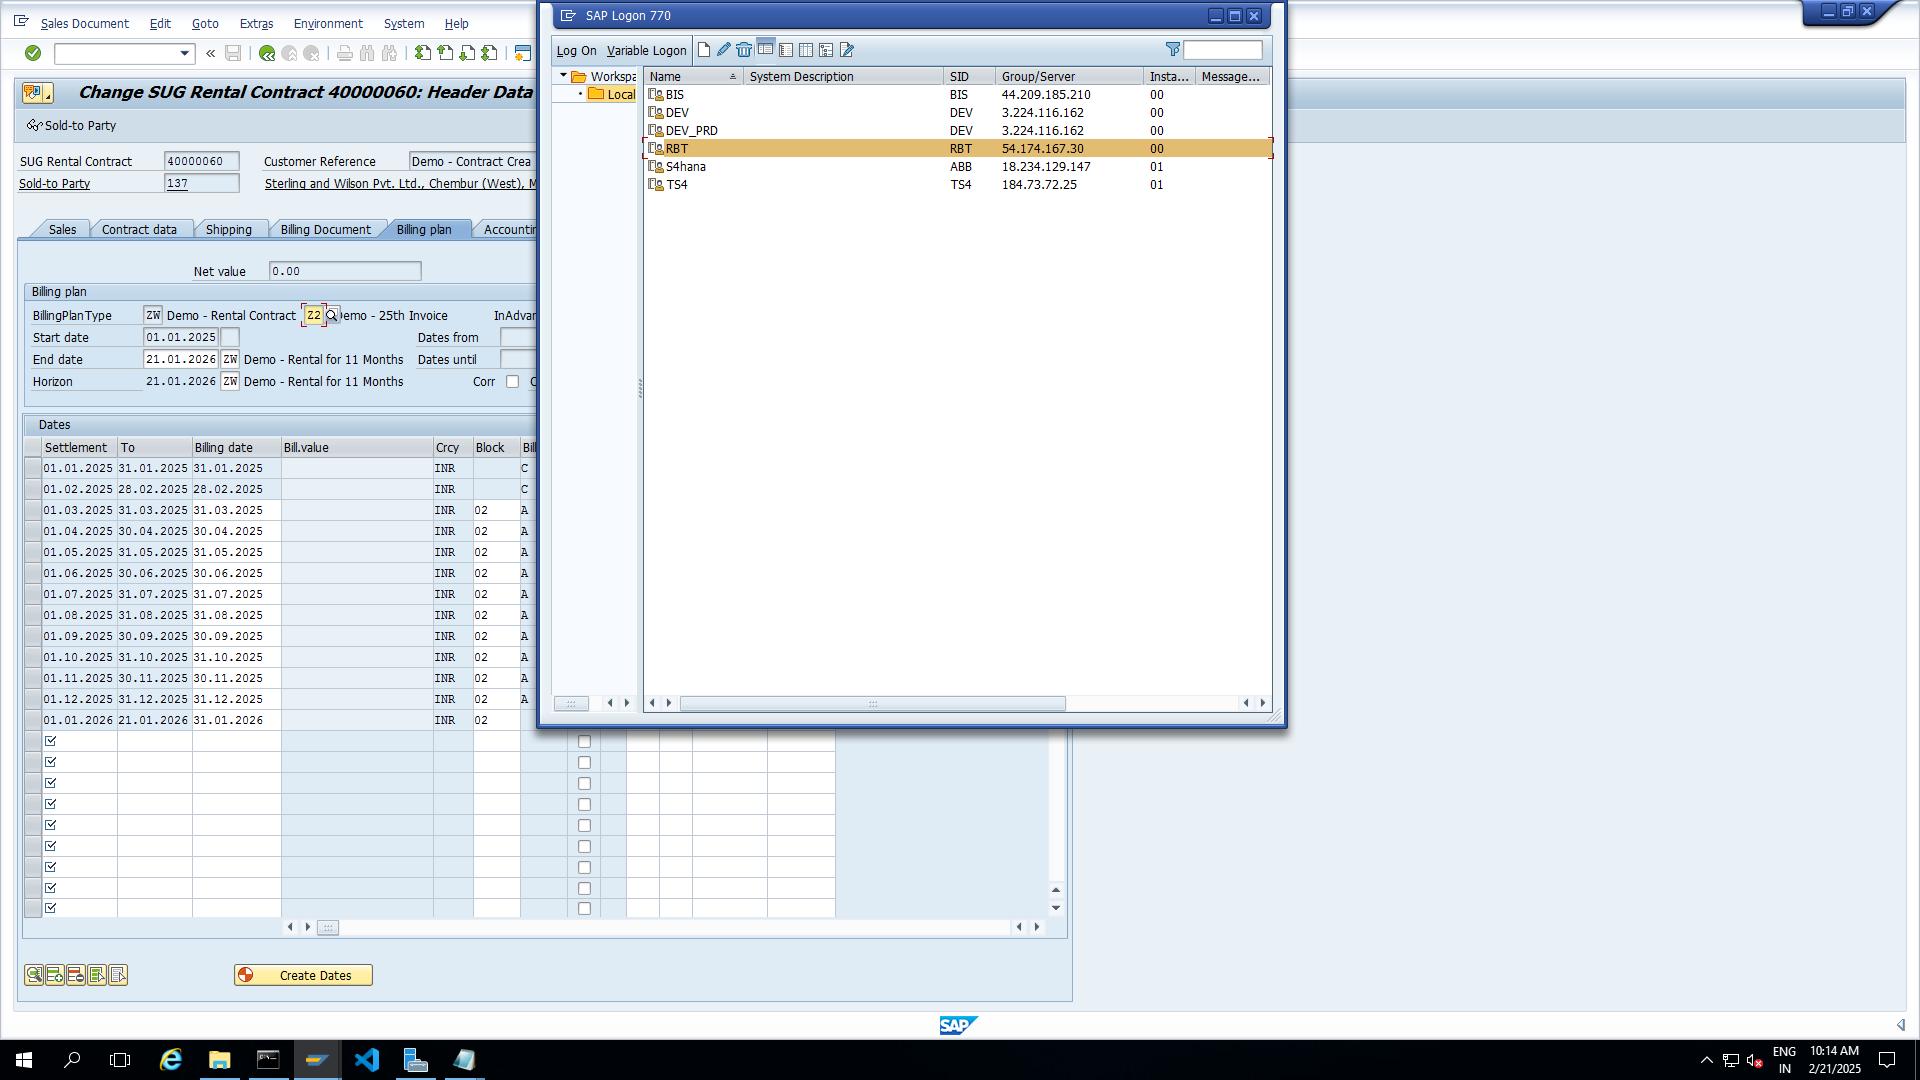 Sales Document Edit Goto Extras Environment System Help
SAP Logon 770
Log On Variable Logon
Change SUG Rental Contract 40000060: Header Data
Sold-to Party
SUG Rental Contract 40000060 Customer Reference Demo - Contract Crea
Sold-to Party 137 Sterling and Wilson Pvt. Ltd., Chembur (West), M
Sales Contract data Shipping Billing Document Billing plan Accountin
Net value 0.00
Billing plan
BillingPlanType ZW Demo - Rental Contract Z2 emo - 25th Invoice InAdvar
Start date 01.01.2025 Dates from
End date 21.01.2026 ZW Demo - Rental for 11 Months Dates until
Horizon 21.01.2026 ZW Demo - Rental for 11 Months Corr C
Dates
Settlement To Billing date Bill.value Crcy Block Bil
01.01.2025 31.01.2025 31.01.2025 INR C
01.02.2025 28.02.2025 28.02.2025 INR C
01.03.2025 31.03.2025 31.03.2025 INR 02 A
01.04.2025 30.04.2025 30.04.2025 INR 02 A
01.05.2025 31.05.2025 31.05.2025 INR 02 A
01.06.2025 30.06.2025 30.06.2025 INR 02 A
01.07.2025 31.07.2025 31.07.2025 INR 02 A
01.08.2025 31.08.2025 31.08.2025 INR 02 A
01.09.2025 30.09.2025 30.09.2025 INR 02 A
01.10.2025 31.10.2025 31.10.2025 INR 02 A
01.11.2025 30.11.2025 30.11.2025 INR 02 A
01.12.2025 31.12.2025 31.12.2025 INR 02 A
01.01.2026 21.01.2026 31.01.2026 INR 02
Create Dates
Workspa
Local
Name System Description SID Group/Server Insta... Message...
BIS BIS 44.209.185.210 00
DEV DEV 3.224.116.162 00
DEV_PRD DEV 3.224.116.162 00
RBT RBT 54.174.167.30 00
S4hana ABB 18.234.129.147 01
TS4 TS4 184.73.72.25 01
SAP
ENG
IN
10:14 AM
2/21/2025